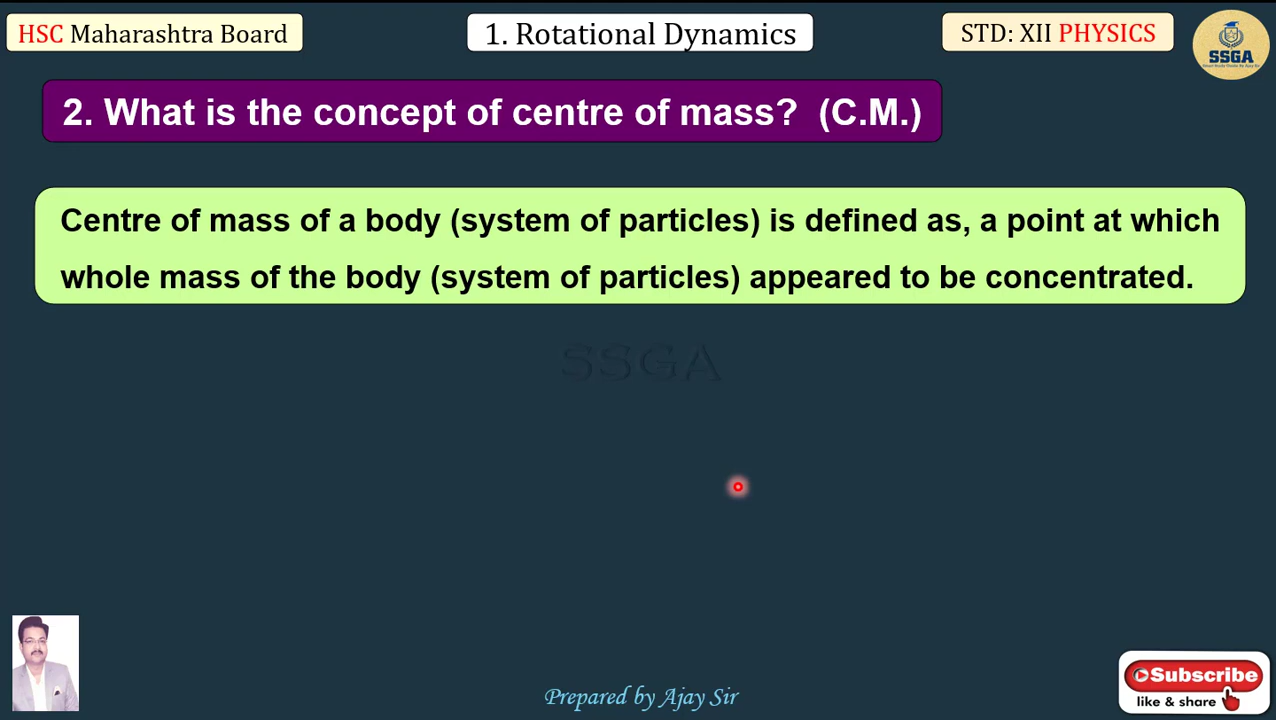 HSC Maharashtra Board
1. Rotational Dynamics
STD: XII PHYSICS
SSGA
2. What is the concept of centre of mass? (C.M.)
Centre of mass of a body (system of particles) is defined as, a point at which
whole mass of the body (system of particles) appeared to be concentrated.
SSGA
Prepared by Ajay Sir
Subscribe
like & share